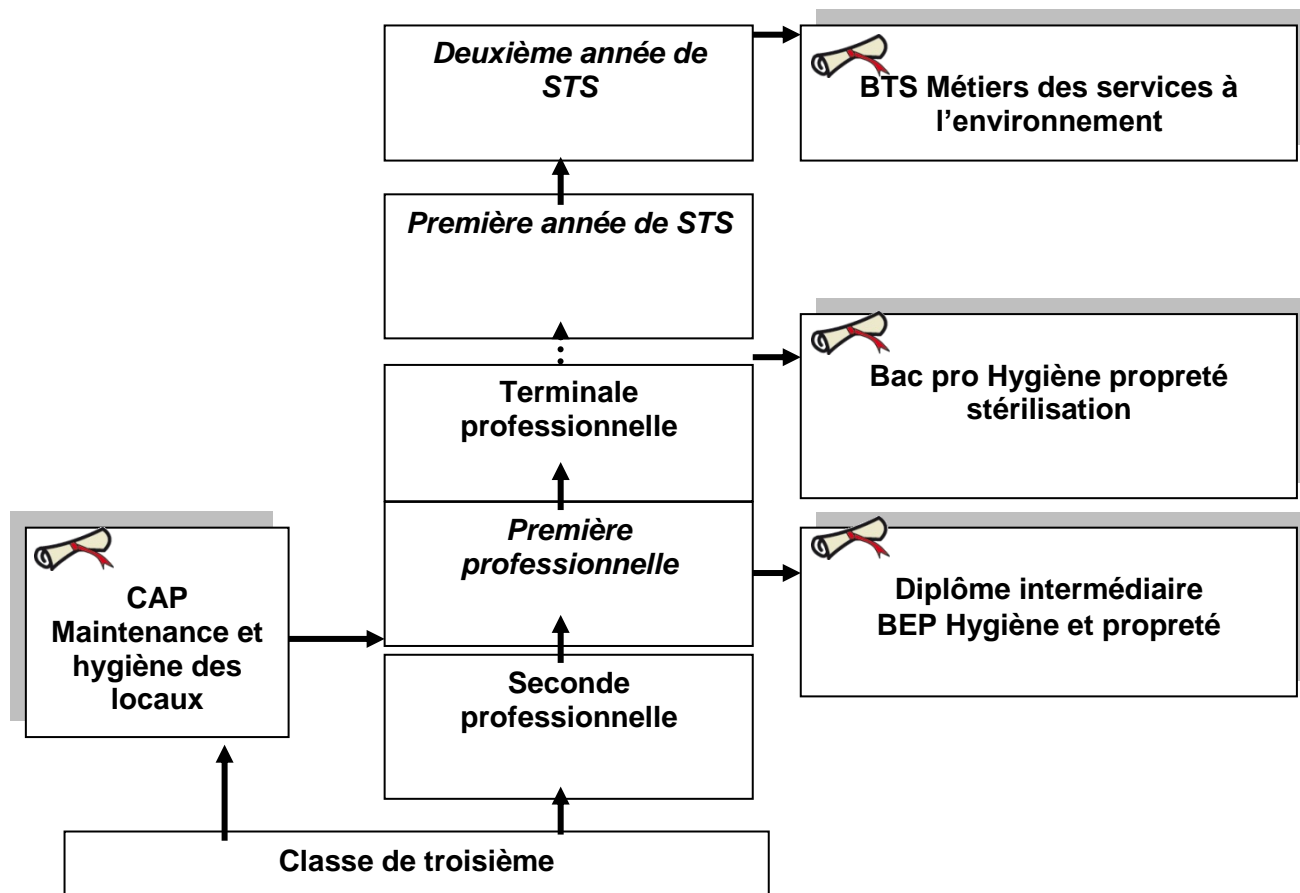 Deuxième année de
STS
BTS Métiers des services à
l'environnement
Première année de STS
Bac pro Hygiène propreté
stérilisation
Terminale
professionnelle
Première
professionnelle
Diplôme intermédiaire
BEP Hygiène et propreté
CAP
Maintenance et
hygiène des
locaux
Seconde
professionnelle
Classe de troisième